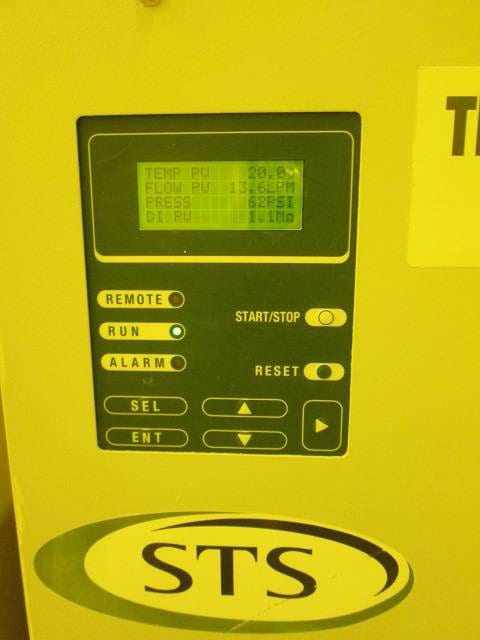 TEMP PV 20.0
FLOW PV 13.6LPM
PRESS 62PSI
DI PV 1.1MΩ
REMOTE
START/STOP
RUN
ALARM
RESET
SEL
ENT
STS